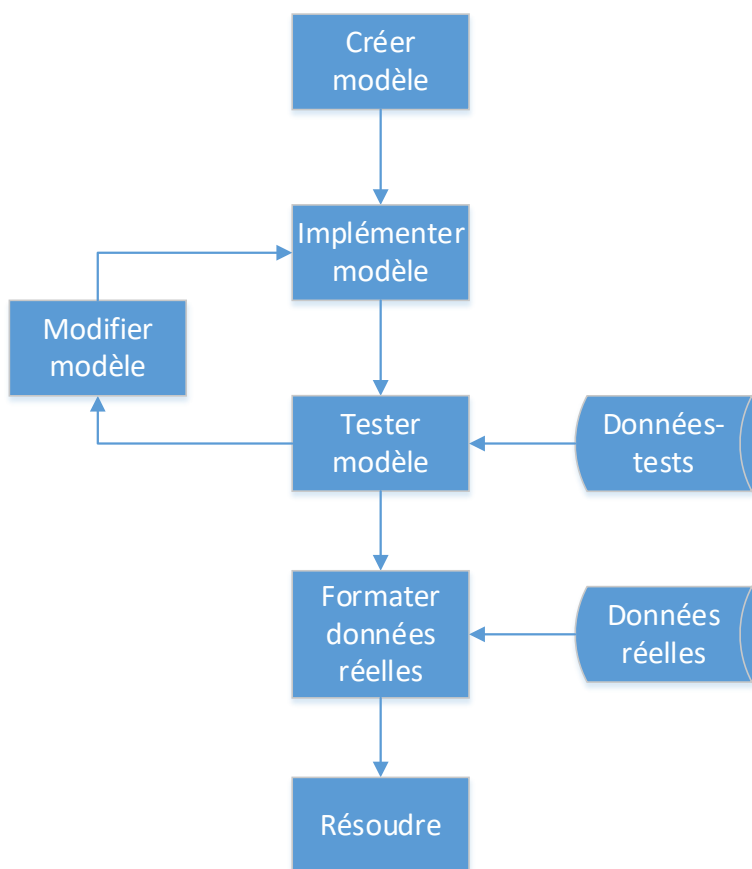 Créer
modèle
Implémenter
modèle
Modifier
modèle
Tester
modèle
Données-
tests
Formater
données
réelles
Données
réelles
Résoudre